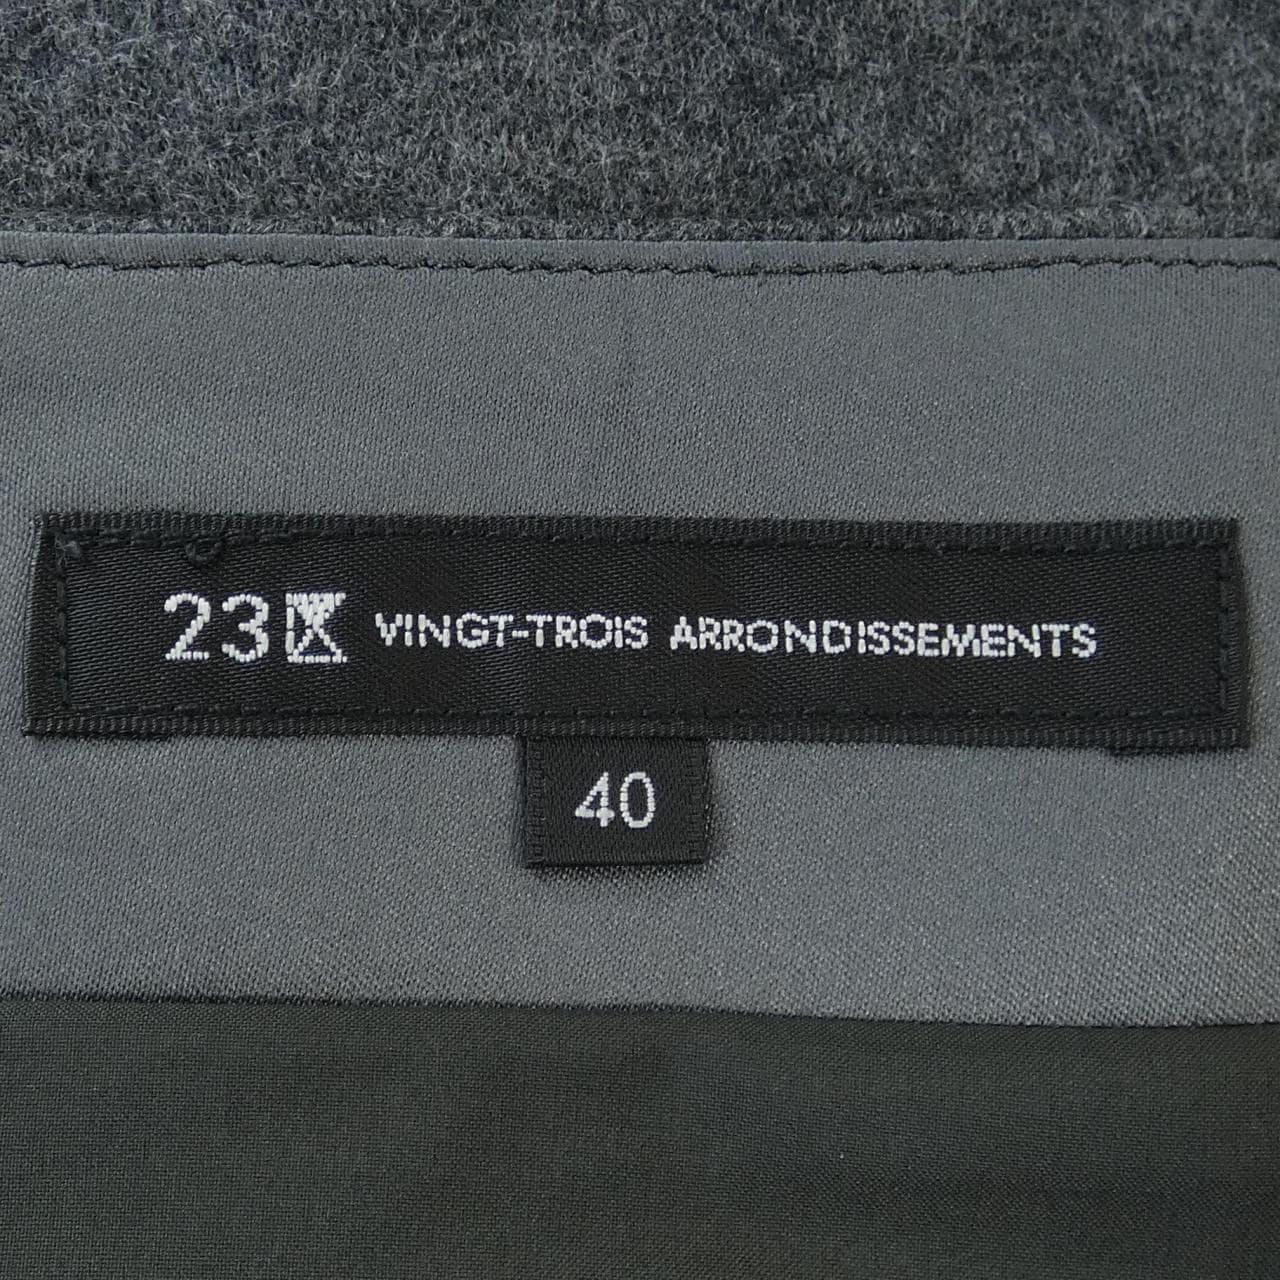 23区 VINGT-TROIS ARRONDISSEMENTS
40